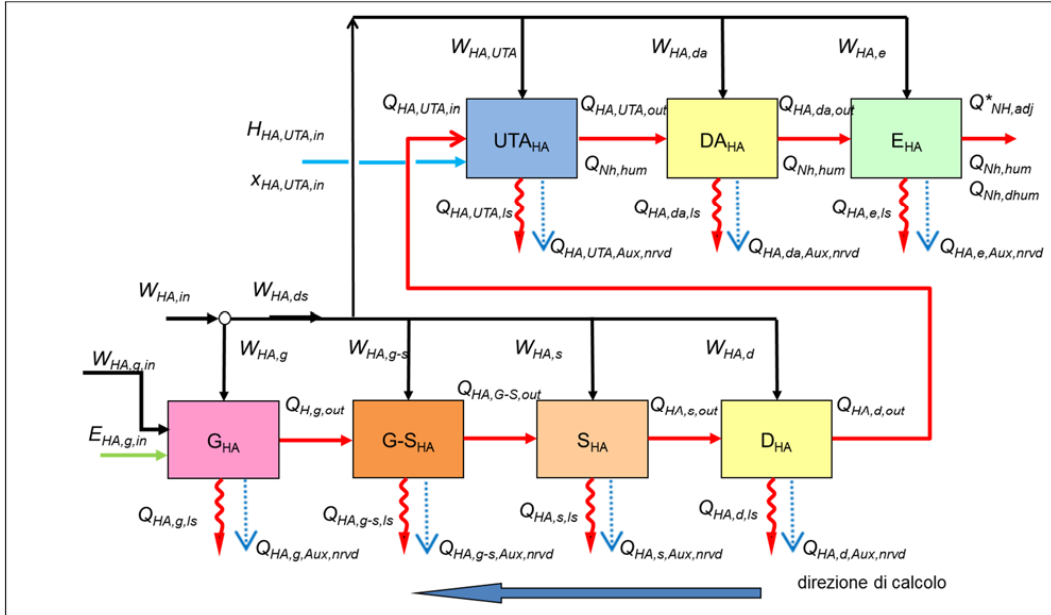 W_HA,UTA W_HA,da W_HA,e
Q_HA,UTA,in Q_HA,UTA,out Q_HA,da,out Q*_NH,adj
H_HA,UTA,in
UTA_HA DA_HA E_HA
x_HA,UTA,in
Q_Nh,hum Q_Nh,hum Q_Nh,hum
Q_Nh,dhum
Q_HA,UTA,ls Q_HA,da,ls Q_HA,e,ls
Q_HA,UTA,Aux,nrvd Q_HA,da,Aux,nrvd Q_HA,e,Aux,nrvd
W_HA,in W_HA,ds
W_HA,g W_HA,g-s W_HA,s W_HA,d
W_HA,g,in
Q_H,g,out Q_HA,G-S,out Q_HA,s,out Q_HA,d,out
E_HA,g,in
G_HA G-S_HA S_HA D_HA
Q_HA,g,ls Q_HA,g-s,ls Q_HA,s,ls Q_HA,d,ls
Q_HA,g,Aux,nrvd Q_HA,g-s,Aux,nrvd Q_HA,s,Aux,nrvd Q_HA,d,Aux,nrvd
direzione di calcolo